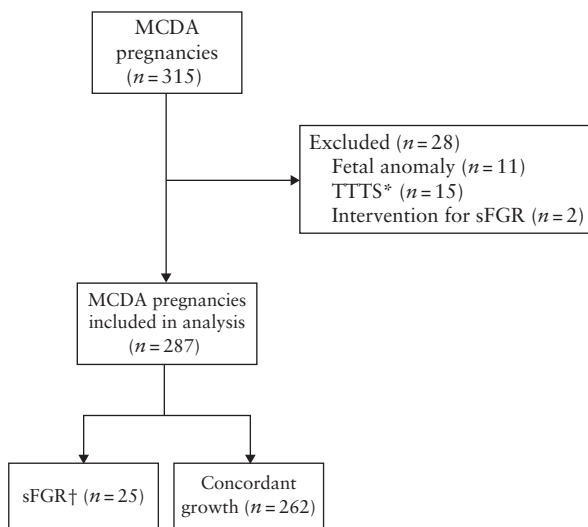 MCDA
pregnancies
(n = 315)
Excluded (n = 28)
Fetal anomaly (n = 11)
TTTS* (n = 15)
Intervention for sFGR (n = 2)
MCDA pregnancies
included in analysis
(n = 287)
sFGR† (n = 25)
Concordant
growth (n = 262)